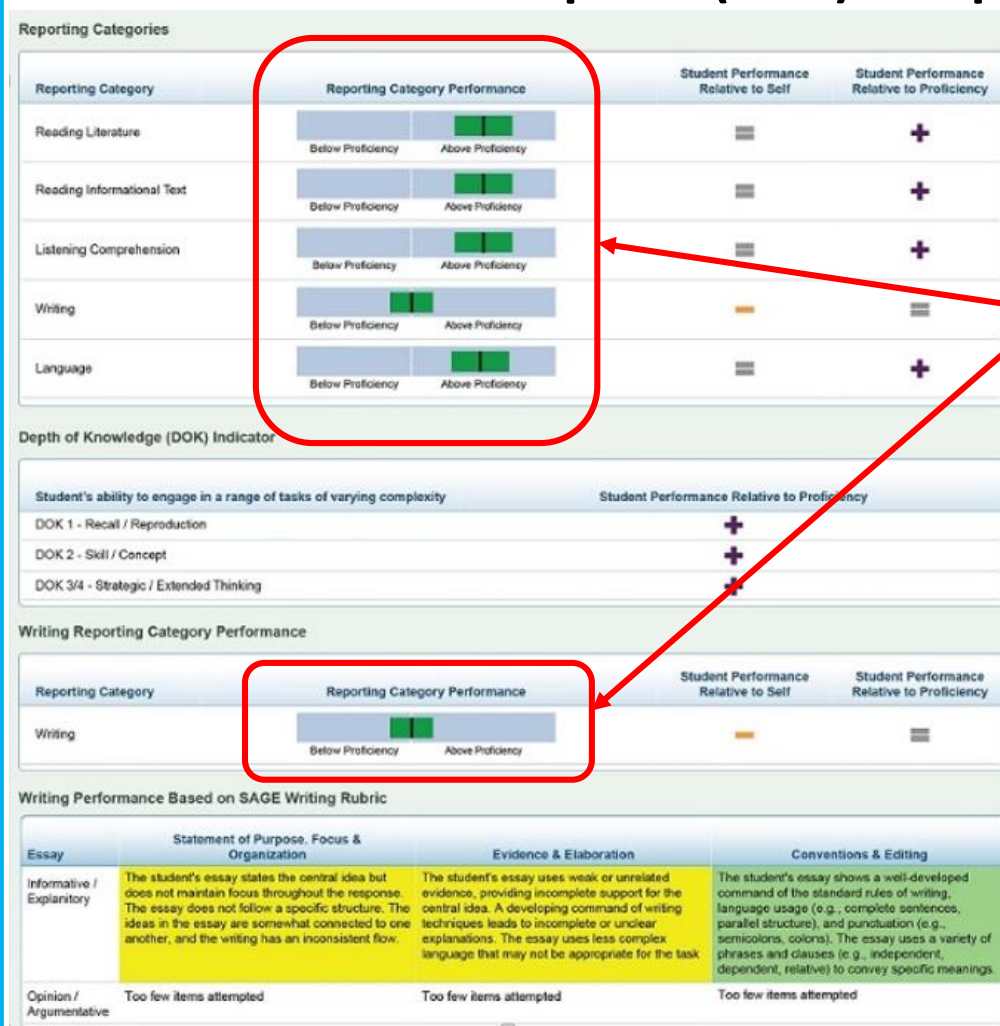 Reporting Categories
Reporting Category Reporting Category Performance Student Performance Relative to Self Student Performance Relative to Proficiency
Reading Literature
Below Proficiency Above Proficiency
Reading Informational Text
Below Proficiency Above Proficiency
Listening Comprehension
Below Proficiency Above Proficiency
Writing
Below Proficiency Above Proficiency
Language
Below Proficiency Above Proficiency
Depth of Knowledge (DOK) Indicator
Student's ability to engage in a range of tasks of varying complexity Student Performance Relative to Proficiency
DOK 1 - Recall / Reproduction
DOK 2 - Skill / Concept
DOK 3/4 - Strategic / Extended Thinking
Writing Reporting Category Performance
Reporting Category Reporting Category Performance Student Performance Relative to Self Student Performance Relative to Proficiency
Writing
Below Proficiency Above Proficiency
Writing Performance Based on SAGE Writing Rubric
Essay Statement of Purpose, Focus & Organization Evidence & Elaboration Conventions & Editing
Informative /
Explanitory
The student's essay states the central idea but
does not maintain focus throughout the response.
The essay does not follow a specific structure. The
ideas in the essay are somewhat connected to one
another, and the writing has an inconsistent flow.
The student's essay uses weak or unrelated
evidence, providing incomplete support for the
central idea. A developing command of writing
techniques leads to incomplete or unclear
explanations. The essay uses less complex
language that may not be appropriate for the task
The student's essay shows a well-developed
command of the standard rules of writing,
language usage (e.g., complete sentences,
parallel structure), and punctuation (e.g.,
semicolons, colons). The essay uses a variety of
phrases and clauses (e.g., independent,
dependent, relative) to convey specific meanings.
Opinion /
Argumentative
Too few items attempted Too few items attempted Too few items attempted